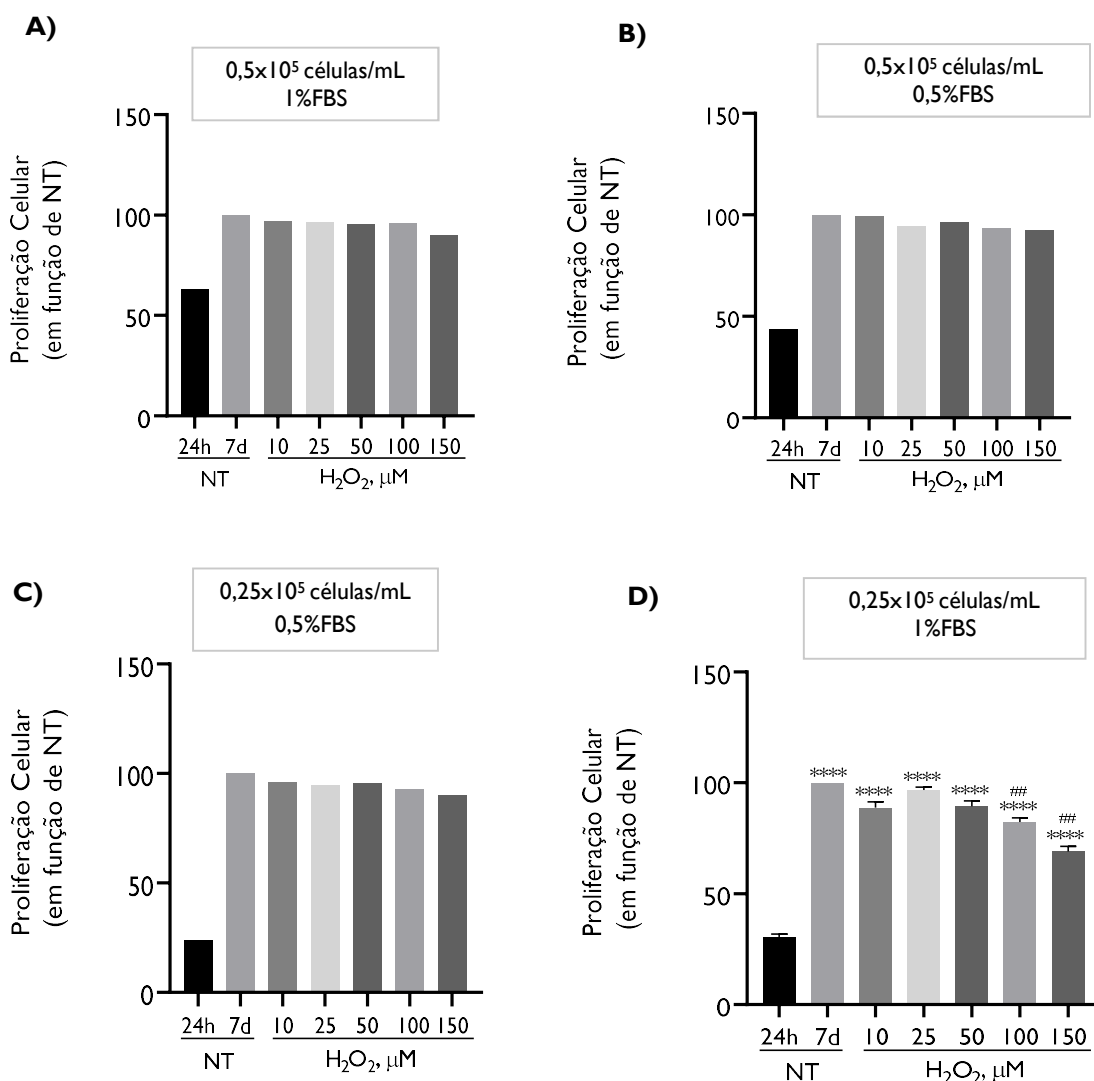 A)
0,5x10⁵ células/mL
1%FBS
Proliferação Celular
(em função de NT)
150
100
50
0
24h 7d 10 25 50 100 150
NT H₂O₂, μM
B)
0,5x10⁵ células/mL
0,5%FBS
Proliferação Celular
(em função de NT)
150
100
50
0
24h 7d 10 25 50 100 150
NT H₂O₂, μM
C)
0,25x10⁵ células/mL
0,5%FBS
Proliferação Celular
(em função de NT)
150
100
50
0
24h 7d 10 25 50 100 150
NT H₂O₂, μM
D)
0,25x10⁵ células/mL
1%FBS
Proliferação Celular
(em função de NT)
150
100
50
0
**** **** **** **** ## **** ## ****
24h 7d 10 25 50 100 150
NT H₂O₂, μM